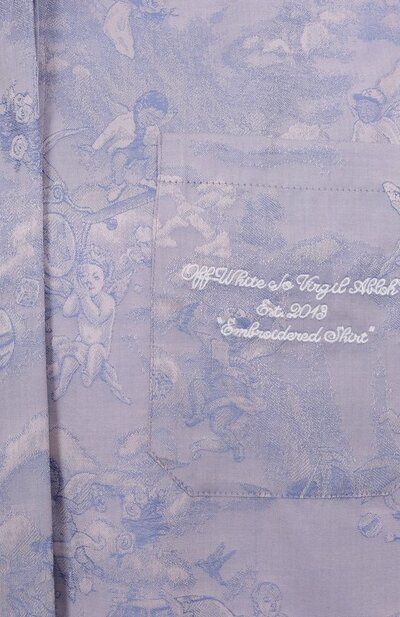 Off-White c/o Virgil Abloh
Est. 2013
"Embroidered Shirt"